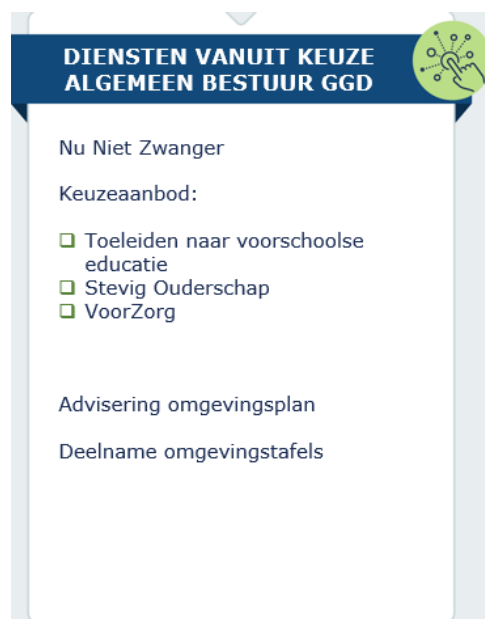 DIENSTEN VANUIT KEUZE
ALGEMEEN BESTUUR GGD
Nu Niet Zwanger
Keuzeaanbod:
❑ Toeleiden naar voorschoolse
educatie
❑ Stevig Ouderschap
❑ VoorZorg
Advisering omgevingsplan
Deelname omgevingstafels